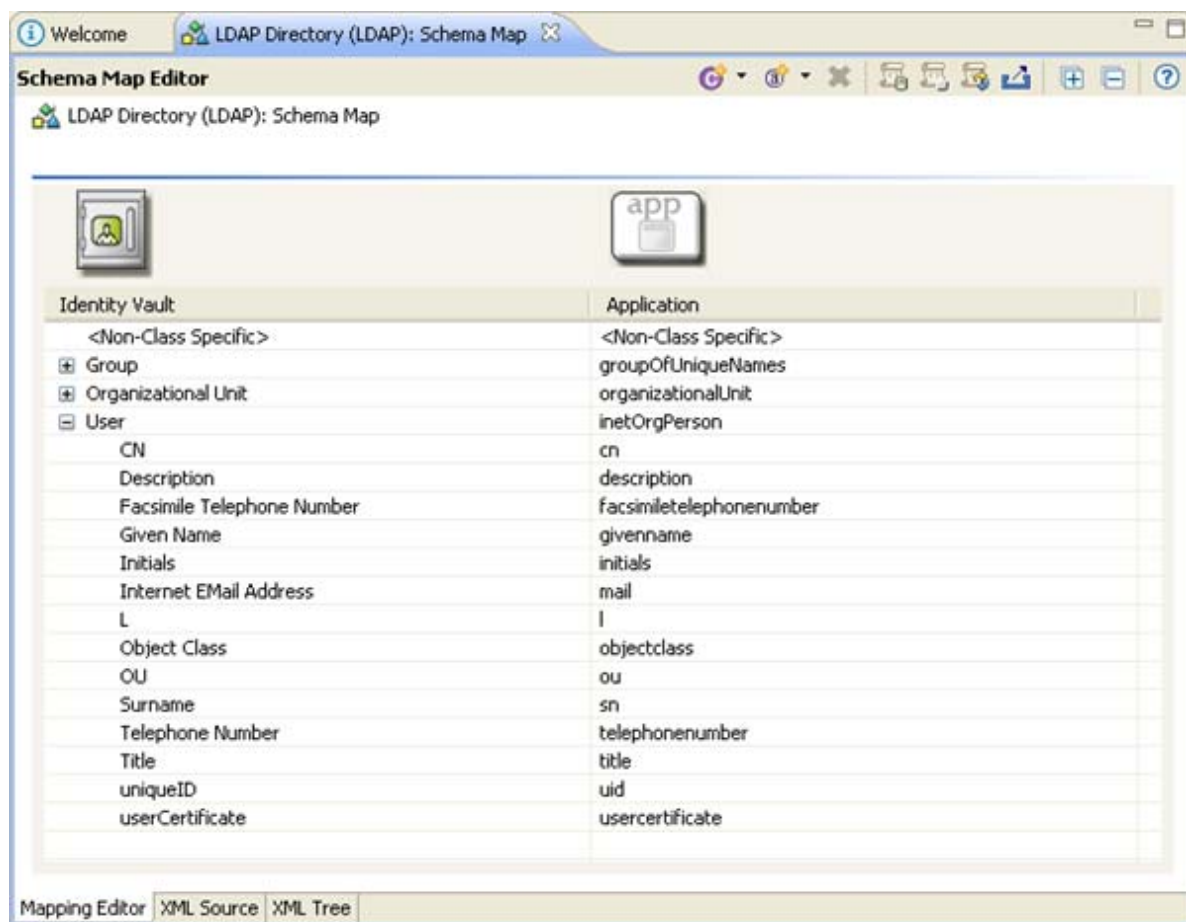 Welcome LDAP Directory (LDAP): Schema Map
Schema Map Editor
LDAP Directory (LDAP): Schema Map
app
Identity Vault Application
<Non-Class Specific> <Non-Class Specific>
Group groupOfUniqueNames
Organizational Unit organizationalUnit
User inetOrgPerson
CN cn
Description description
Facsimile Telephone Number facsimiletelephonenumber
Given Name givenname
Initials initials
Internet EMail Address mail
L l
Object Class objectclass
OU ou
Surname sn
Telephone Number telephonenumber
Title title
uniqueID uid
userCertificate usercertificate
Mapping Editor XML Source XML Tree